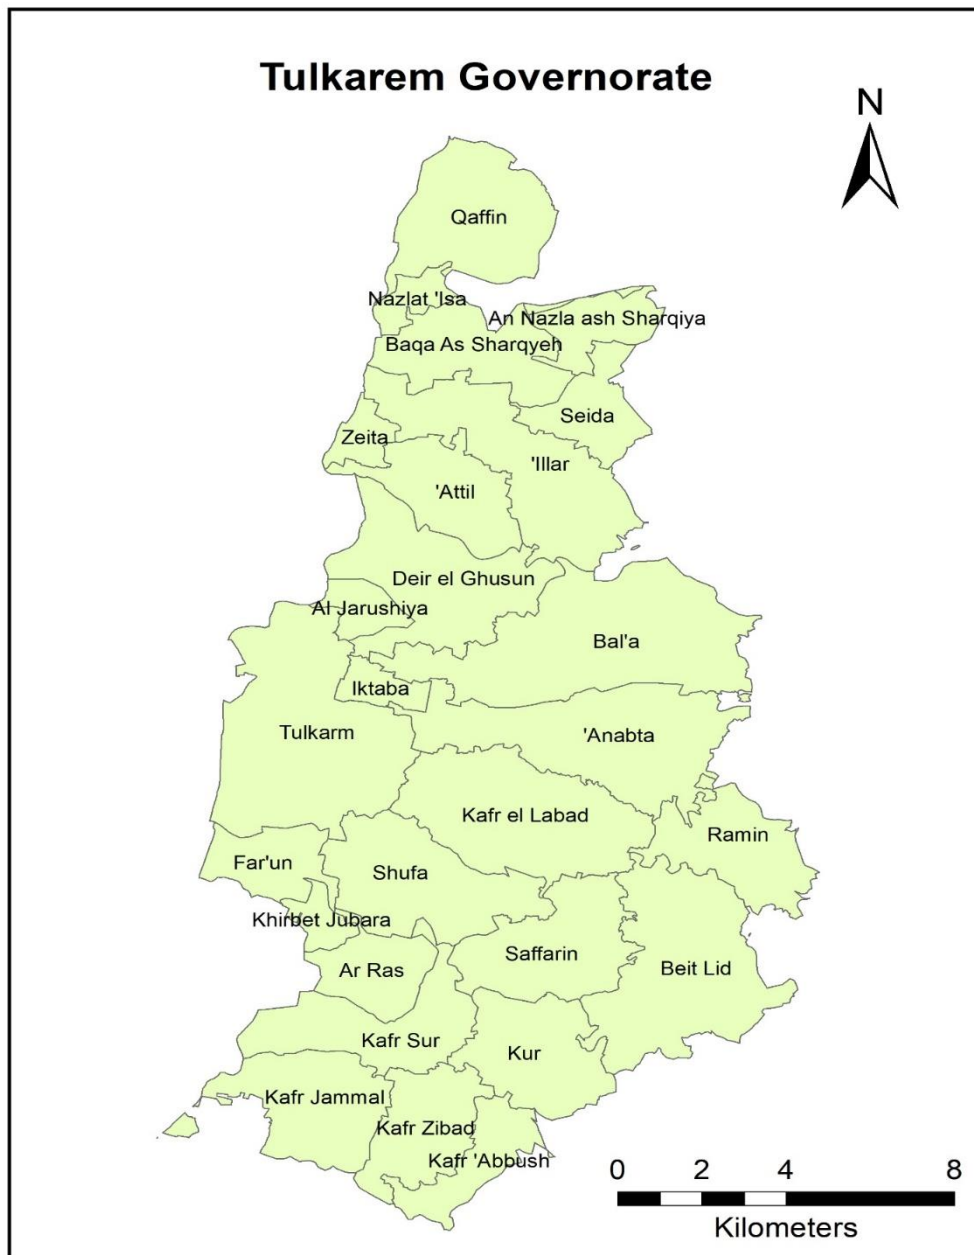 Tulkarem Governorate
N
Qaffin
Nazlat 'Isa
An Nazla ash Sharqiya
Baqa As Sharqyeh
Seida
Zeita
'Illar
'Attil
Deir el Ghusun
Al Jarushiya
Bal'a
Iktaba
Tulkarm
'Anabta
Kafr el Labad
Ramin
Far'un
Shufa
Khirbet Jubara
Saffarin
Ar Ras
Beit Lid
Kafr Sur
Kur
Kafr Jammal
Kafr Zibad
Kafr 'Abbush
0 2 4 8
Kilometers